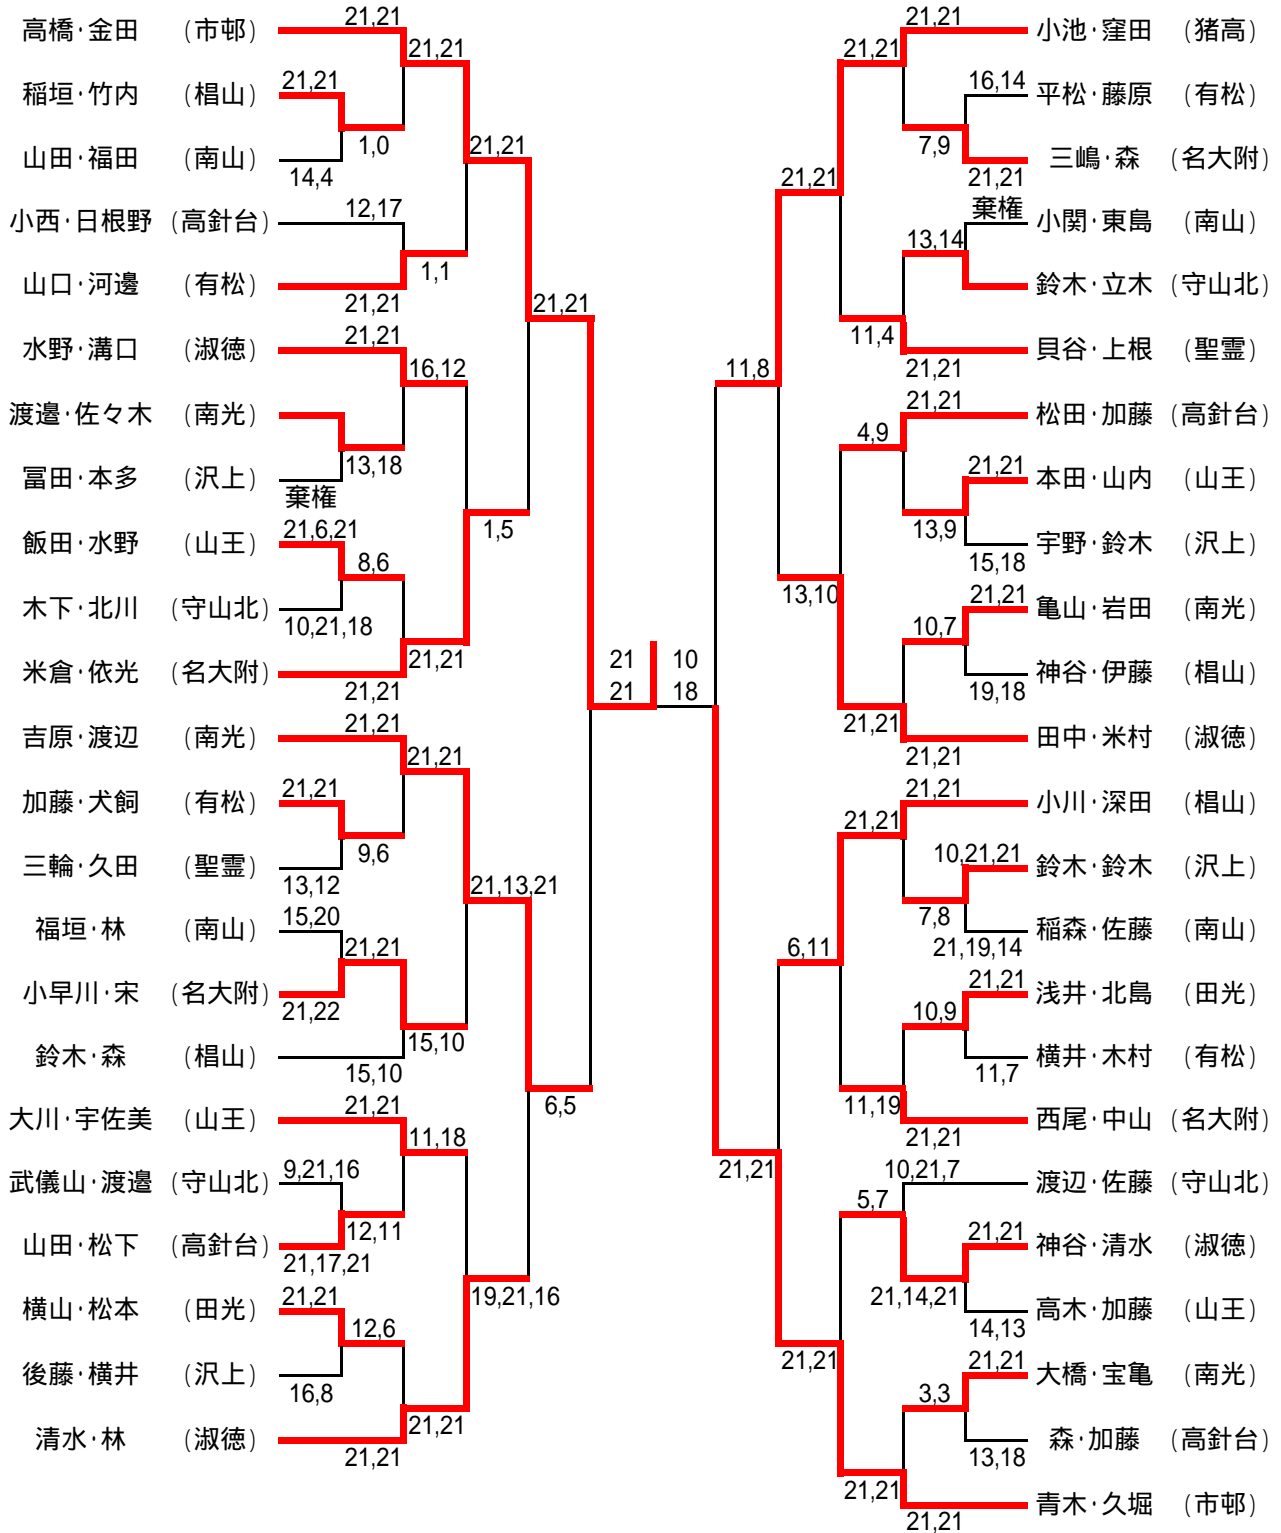 高橋・金田 (市邨)
21,21
21,21
稲垣・竹内 (椙山)
21,21
1,0
山田・福田 (南山)
14,4
21,21
小西・日根野 (高針台)
12,17
1,1
山口・河邊 (有松)
21,21
21,21
水野・溝口 (淑徳)
21,21
16,12
渡邉・佐々木 (南光)
13,18
冨田・本多 (沢上)
棄権
1,5
飯田・水野 (山王)
21,6,21
8,6
木下・北川 (守山北)
10,21,18
21,21
米倉・依光 (名大附)
21,21
吉原・渡辺 (南光)
21,21
21,21
加藤・犬飼 (有松)
21,21
9,6
三輪・久田 (聖霊)
13,12
21,13,21
福垣・林 (南山)
15,20
21,21
小早川・宋 (名大附)
21,22
15,10
鈴木・森 (椙山)
15,10
6,5
大川・宇佐美 (山王)
21,21
11,18
武儀山・渡邉 (守山北)
9,21,16
12,11
山田・松下 (高針台)
21,17,21
19,21,16
横山・松本 (田光)
21,21
12,6
後藤・横井 (沢上)
16,8
21,21
清水・林 (淑徳)
21,21
21 10
21 18
21,21
小池・窪田 (猪高)
21,21
16,14
平松・藤原 (有松)
7,9
三嶋・森 (名大附)
21,21
21,21
棄権
小関・東島 (南山)
13,14
鈴木・立木 (守山北)
11,4
貝谷・上根 (聖霊)
21,21
11,8
21,21
松田・加藤 (高針台)
4,9
21,21
本田・山内 (山王)
13,9
宇野・鈴木 (沢上)
15,18
13,10
21,21
亀山・岩田 (南光)
10,7
神谷・伊藤 (椙山)
19,18
21,21
田中・米村 (淑徳)
21,21
21,21
小川・深田 (椙山)
21,21
10,21,21
鈴木・鈴木 (沢上)
7,8
稲森・佐藤 (南山)
21,19,14
6,11
21,21
浅井・北島 (田光)
10,9
横井・木村 (有松)
11,7
11,19
西尾・中山 (名大附)
21,21
21,21
10,21,7
渡辺・佐藤 (守山北)
5,7
21,21
神谷・清水 (淑徳)
21,14,21
高木・加藤 (山王)
14,13
21,21
21,21
大橋・宝亀 (南光)
3,3
森・加藤 (高針台)
13,18
21,21
青木・久堀 (市邨)
21,21